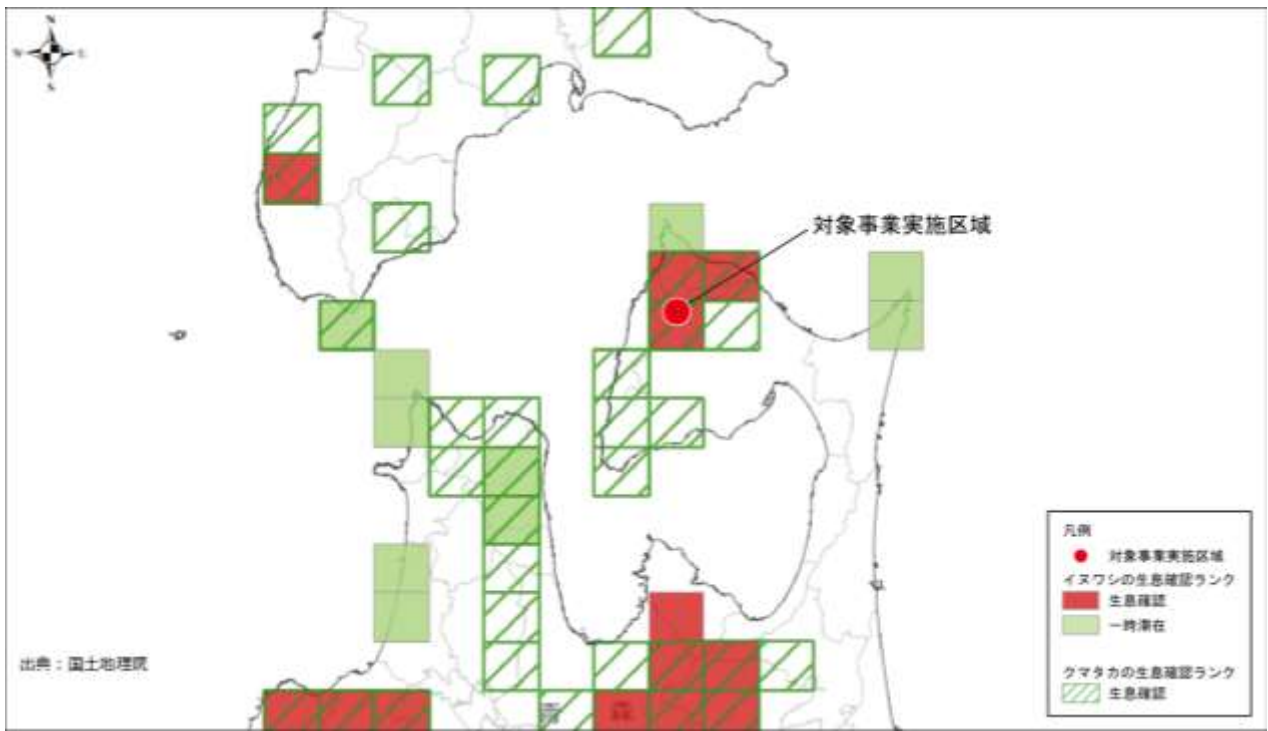 N
W
E
S
対象事業実施区域
凡例
対象事業実施区域
イヌワシの生息確認ランク
生息確認
一時滞在
クマタカの生息確認ランク
生息確認
出典：国土地理院
青 森